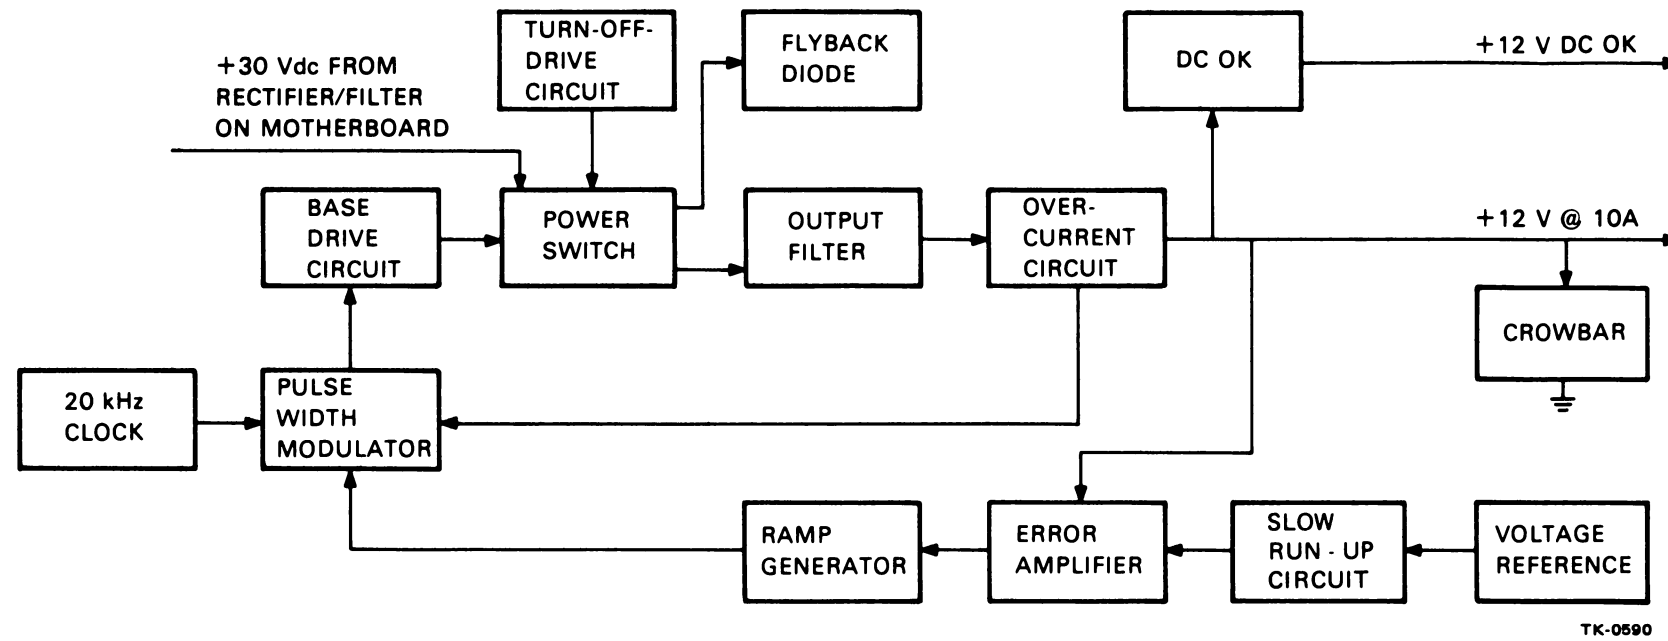 TURN-OFF-
DRIVE
CIRCUIT
FLYBACK
DIODE
DC OK
+12 V DC OK
+30 Vdc FROM
RECTIFIER/FILTER
ON MOTHERBOARD
BASE
DRIVE
CIRCUIT
POWER
SWITCH
OUTPUT
FILTER
OVER-
CURRENT
CIRCUIT
+12 V @ 10A
CROWBAR
20 kHz
CLOCK
PULSE
WIDTH
MODULATOR
RAMP
GENERATOR
ERROR
AMPLIFIER
SLOW
RUN - UP
CIRCUIT
VOLTAGE
REFERENCE
TK-0590